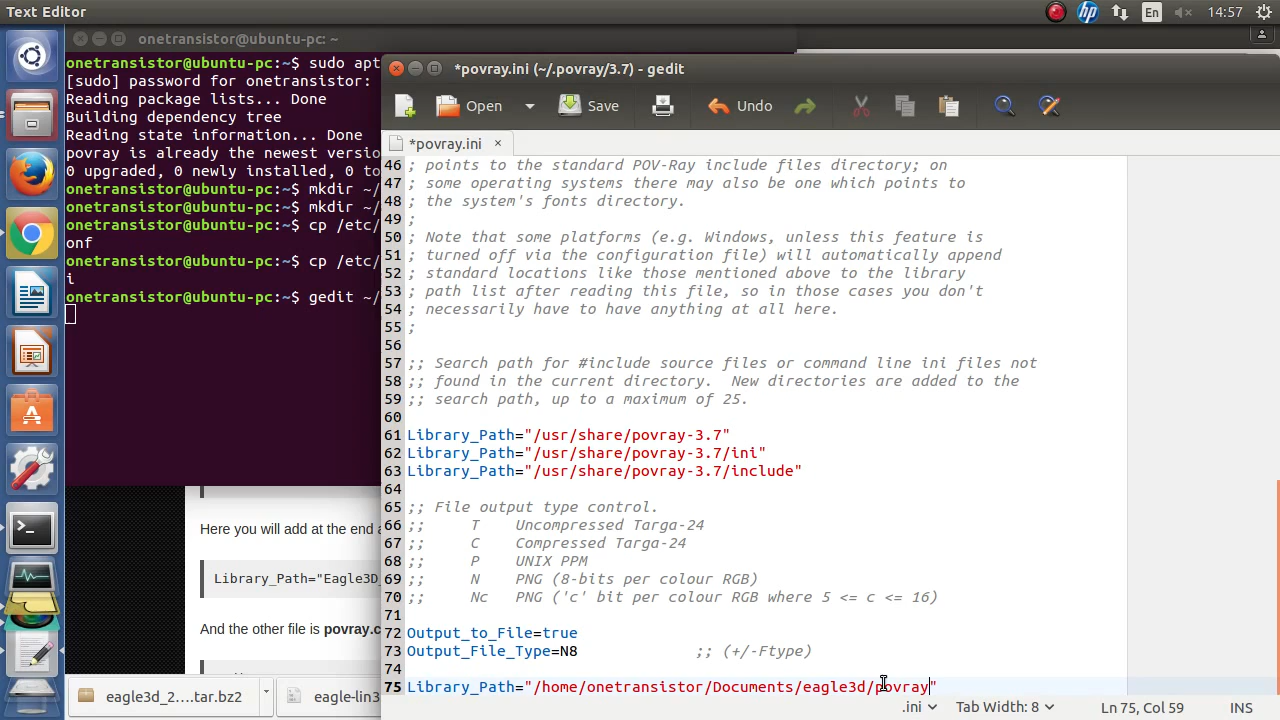 Text Editor
En
14:57
onetransistor@ubuntu-pc: ~
onetransistor@ubuntu-pc:~$ sudo apt
[sudo] password for onetransistor:
Reading package lists... Done
Building dependency tree
Reading state information... Done
povray is already the newest versio
0 upgraded, 0 newly installed, 0 to
onetransistor@ubuntu-pc:~$ mkdir ~/
onetransistor@ubuntu-pc:~$ mkdir ~/
onetransistor@ubuntu-pc:~$ cp /etc/
onf
onetransistor@ubuntu-pc:~$ cp /etc/
i
onetransistor@ubuntu-pc:~$ gedit ~/
Here you will add at the end a
Library_Path="Eagle3D_
And the other file is povray.c
eagle3d_2....tar.bz2
eagle-lin3
*povray.ini (~/.povray/3.7) - gedit
Open Save Undo
*povray.ini ×
46 ; points to the standard POV-Ray include files directory; on
47 ; some operating systems there may also be one which points to
48 ; the system's fonts directory.
49 ;
50 ; Note that some platforms (e.g. Windows, unless this feature is
51 ; turned off via the configuration file) will automatically append
52 ; standard locations like those mentioned above to the library
53 ; path list after reading this file, so in those cases you don't
54 ; necessarily have to have anything at all here.
55 ;
56
57 ;; Search path for #include source files or command line ini files not
58 ;; found in the current directory.  New directories are added to the
59 ;; search path, up to a maximum of 25.
60
61 Library_Path="/usr/share/povray-3.7"
62 Library_Path="/usr/share/povray-3.7/ini"
63 Library_Path="/usr/share/povray-3.7/include"
64
65 ;; File output type control.
66 ;;     T    Uncompressed Targa-24
67 ;;     C    Compressed Targa-24
68 ;;     P    UNIX PPM
69 ;;     N    PNG (8-bits per colour RGB)
70 ;;     Nc   PNG ('c' bit per colour RGB where 5 <= c <= 16)
71
72 Output_to_File=true
73 Output_File_Type=N8             ;; (+/-Ftype)
74
75 Library_Path="/home/onetransistor/Documents/eagle3d/povray"
.ini Tab Width: 8 Ln 75, Col 59 INS